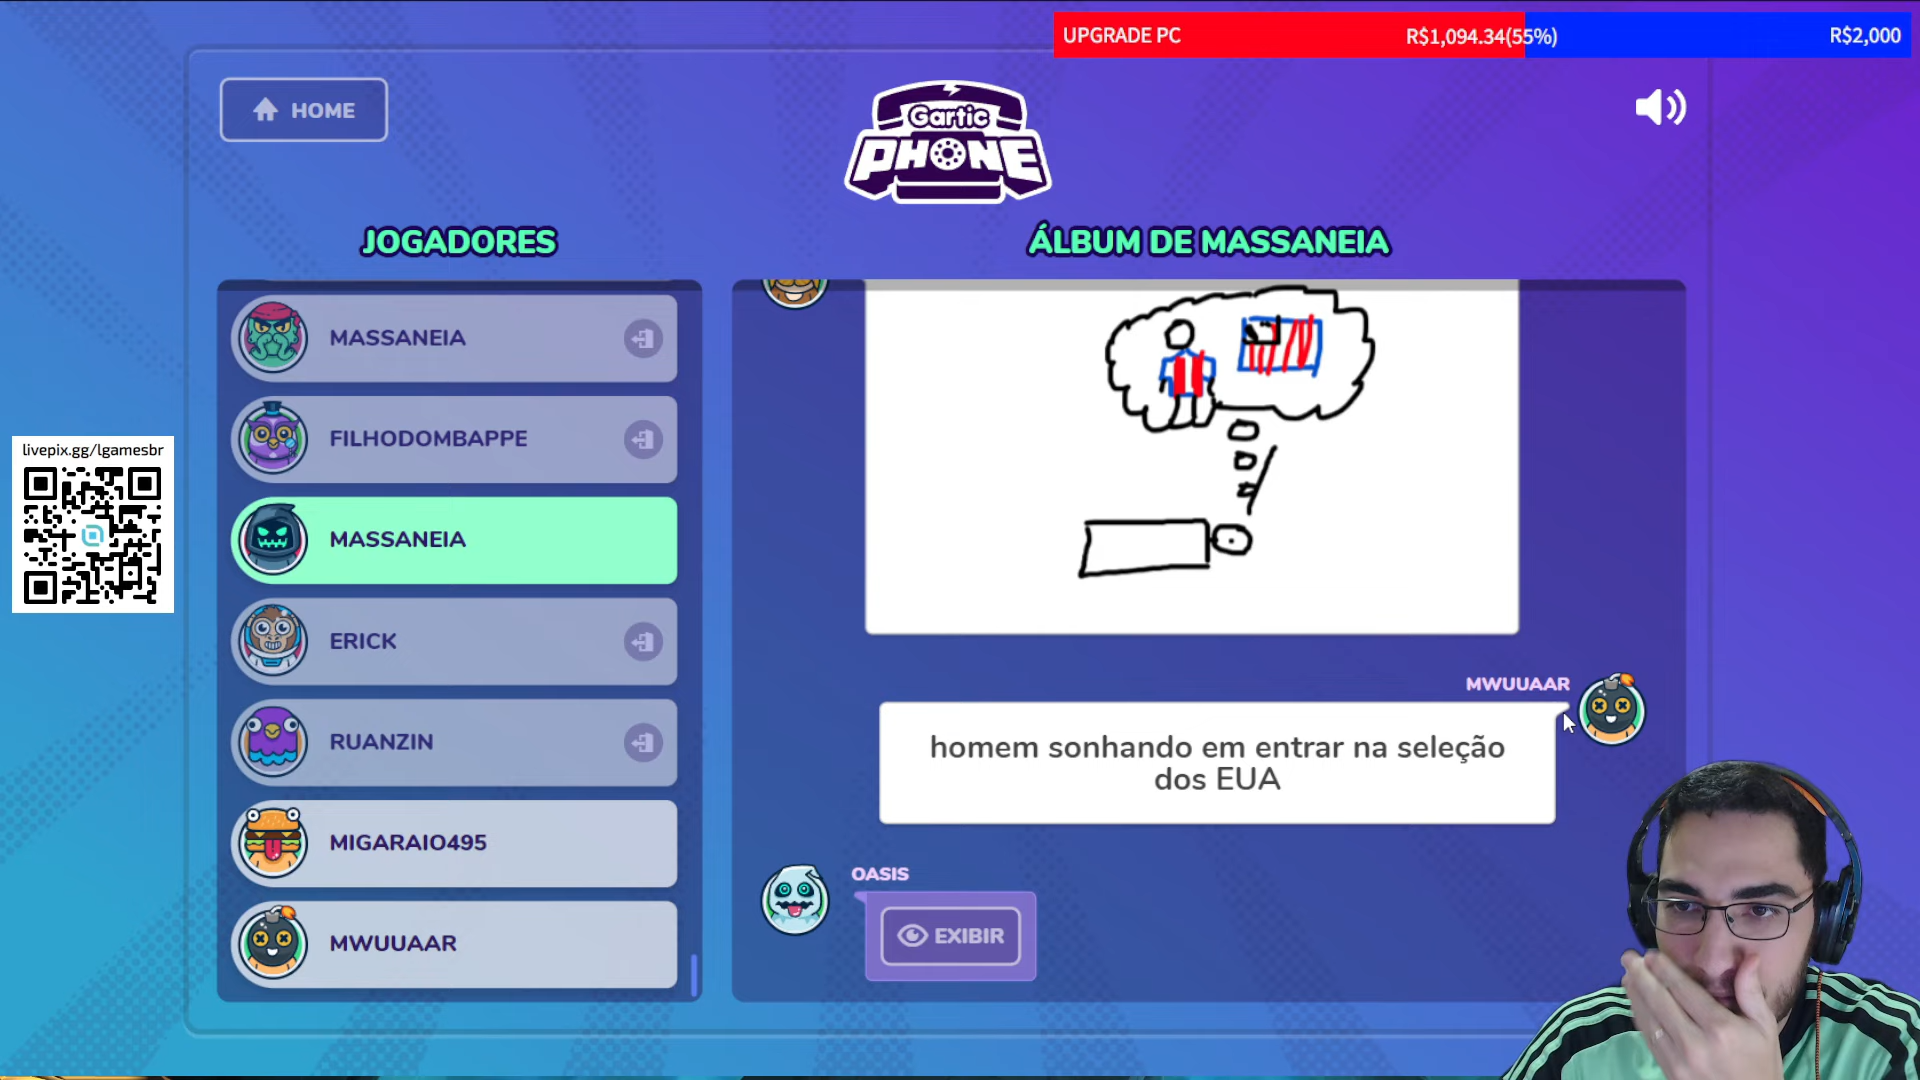 UPGRADE PC R$1,094.34(55%) R$2,000
HOME
Gartic
PHONE
JOGADORES
ÁLBUM DE MASSANEIA
MASSANEIA
FILHODOMBAPPE
MASSANEIA
ERICK
RUANZIN
MIGARAIO495
MWUUAAR
livepix.gg/lgamesbr
MWUUAAR
homem sonhando em entrar na seleção
dos EUA
OASIS
EXIBIR